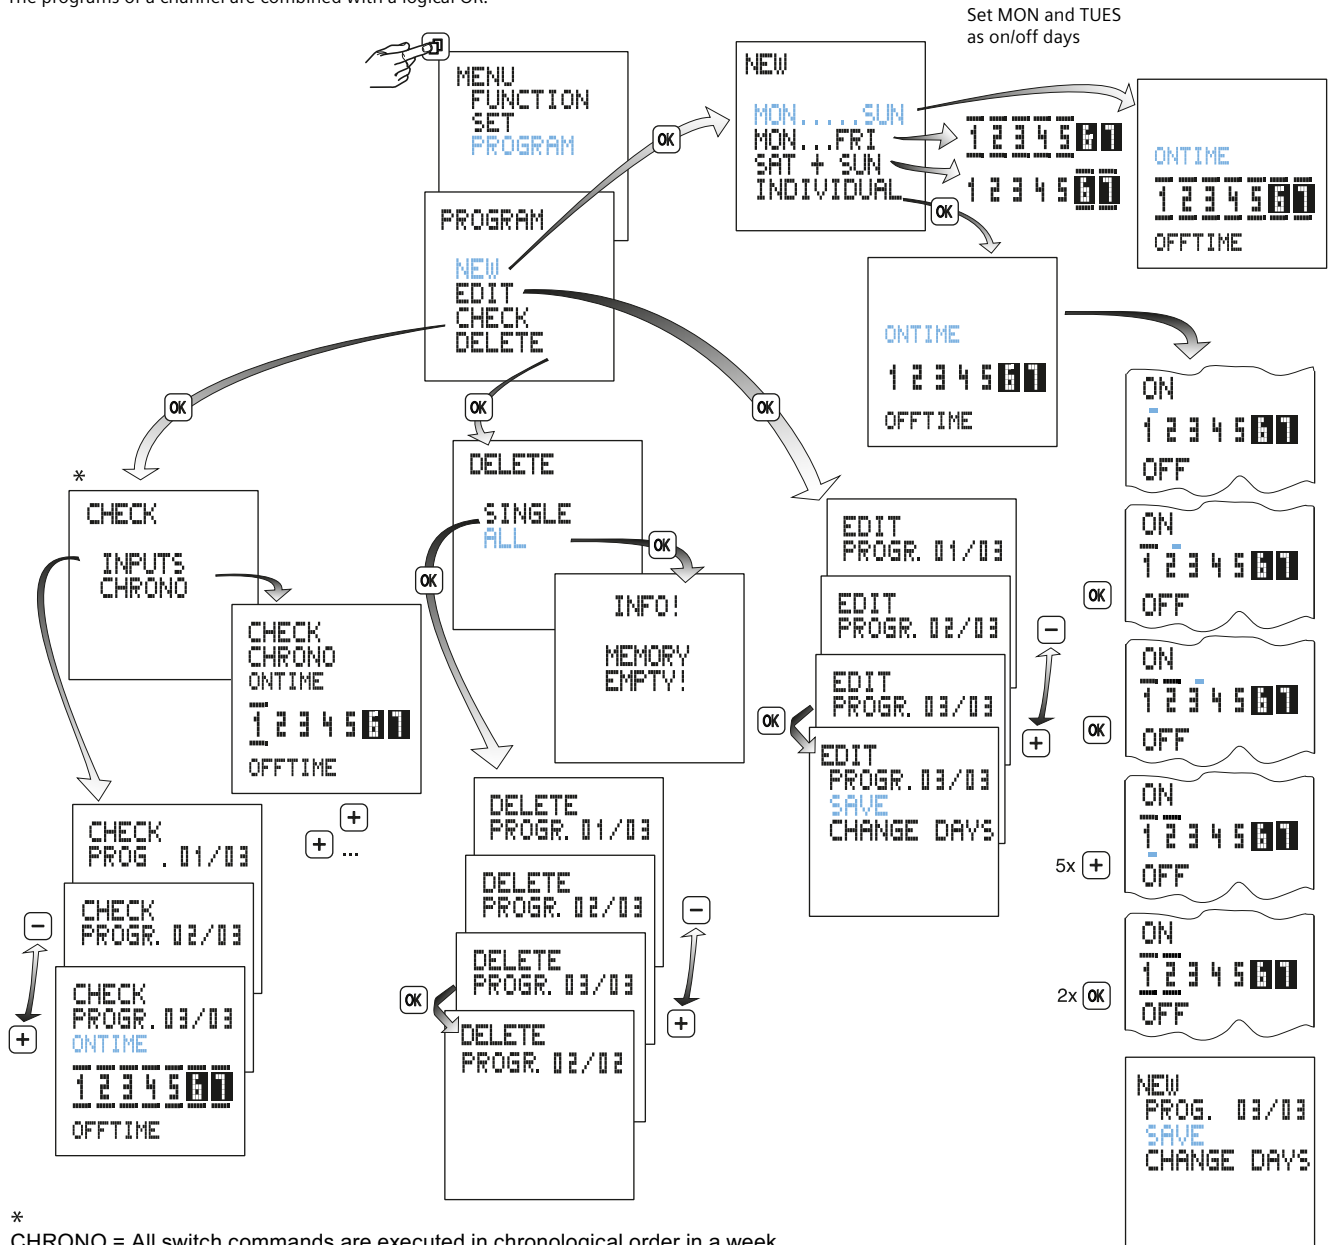 The programs of a channel are combined with a logical OR.
Set MON and TUES
as on/off days
MENU
FUNCTION
SET
PROGRAM
OK
NEW
MON.....SUN
MON...FRI
SAT + SUN
INDIVIDUAL
OK
1 2 3 4 5 6 7
1 2 3 4 5 6 7
ONTIME
1 2 3 4 5 6 7
OFFTIME
PROGRAM
NEW
EDIT
CHECK
DELETE
OK
OK
OK
ONTIME
1 2 3 4 5 6 7
OFFTIME
ON
1 2 3 4 5 6 7
OFF
OK
ON
1 2 3 4 5 6 7
OFF
OK
ON
1 2 3 4 5 6 7
OFF
5x +
ON
1 2 3 4 5 6 7
OFF
2x OK
ON
1 2 3 4 5 6 7
OFF
NEW
PROG. 03/03
SAVE
CHANGE DAYS
*
CHECK
INPUTS
CHRONO
CHECK
CHRONO
ONTIME
1 2 3 4 5 6 7
OFFTIME
+
+ ...
CHECK
PROG . 01/03
CHECK
PROGR. 02/03
CHECK
PROGR. 03/03
ONTIME
1 2 3 4 5 6 7
OFFTIME
−
+
DELETE
SINGLE
ALL
OK
OK
INFO!
MEMORY
EMPTY!
DELETE
PROGR. 01/03
DELETE
PROGR. 02/03
DELETE
PROGR. 03/03
OK
DELETE
PROGR. 02/02
−
+
EDIT
PROGR. 01/03
EDIT
PROGR. 02/03
EDIT
PROGR. 03/03
OK
EDIT
PROGR. 03/03
SAVE
CHANGE DAYS
−
+
*
CHRONO = All switch commands are executed in chronological order in a week